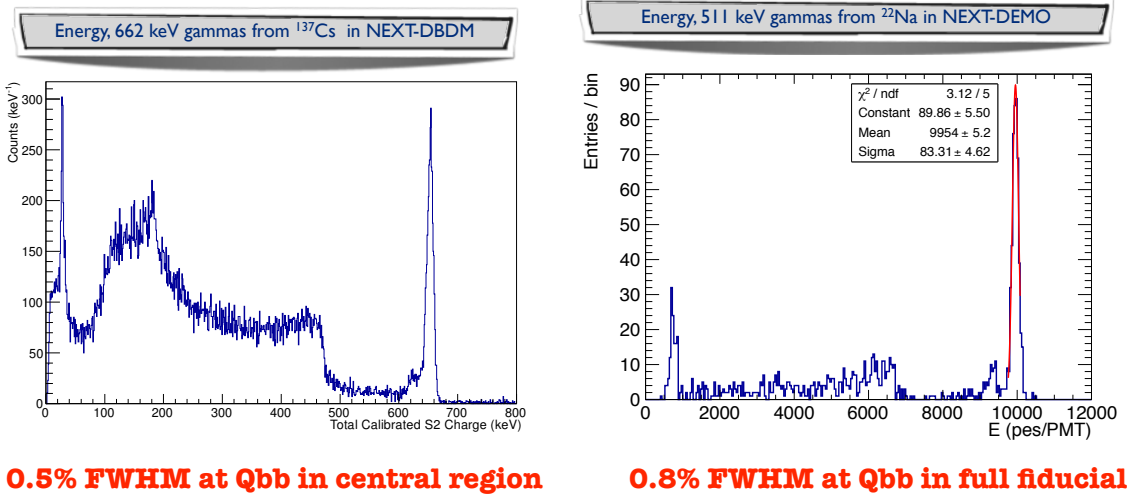 Energy, 662 keV gammas from ¹³⁷Cs in NEXT-DBDM
Counts (keV⁻¹)
300
250
200
150
100
50
0
0 100 200 300 400 500 600 700 800
Total Calibrated S2 Charge (keV)
0.5% FWHM at Qbb in central region
Energy, 511 keV gammas from ²²Na in NEXT-DEMO
Entries / bin
90
80
70
60
50
40
30
20
10
0
χ² / ndf 3.12 / 5
Constant 89.86 ± 5.50
Mean 9954 ± 5.2
Sigma 83.31 ± 4.62
0 2000 4000 6000 8000 10000 12000
E (pes/PMT)
0.8% FWHM at Qbb in full fiducial